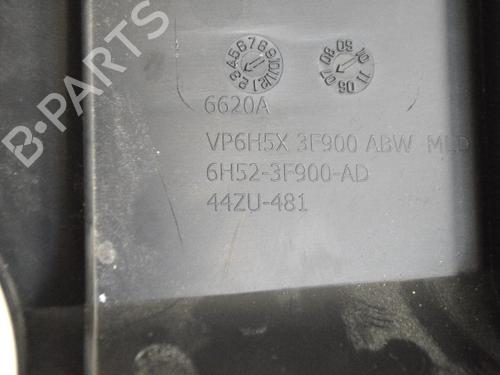 6620A
VP6H5X 3F900 ABW MLD
6H52-3F900-AD
44ZU-481
B-PARTS